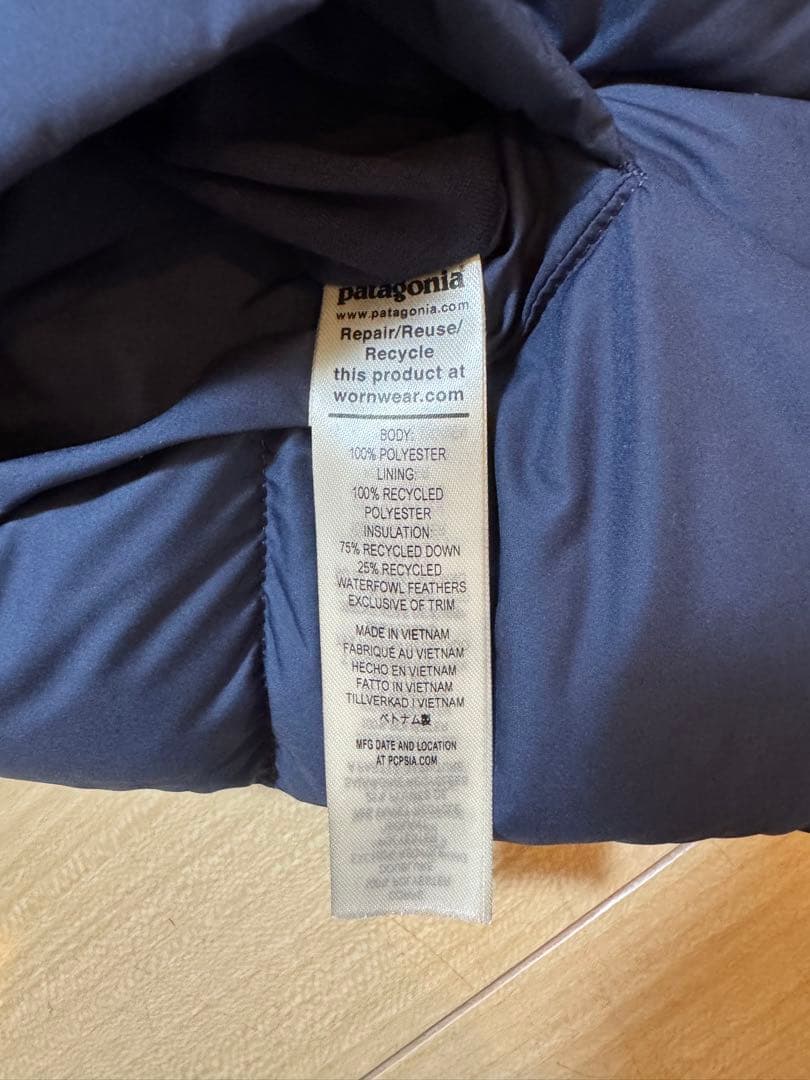 patagonia
www.patagonia.com
Repair/Reuse/
Recycle
this product at
wornwear.com
BODY:
100% POLYESTER
LINING:
100% RECYCLED
POLYESTER
INSULATION:
75% RECYCLED DOWN
25% RECYCLED
WATERFOWL FEATHERS
EXCLUSIVE OF TRIM
MADE IN VIETNAM
FABRIQUÉ AU VIETNAM
HECHO EN VIETNAM
FATTO IN VIETNAM
TILLVERKAD I VIETNAM
ベトナム製
MFG DATE AND LOCATION
AT PCPSIA.COM